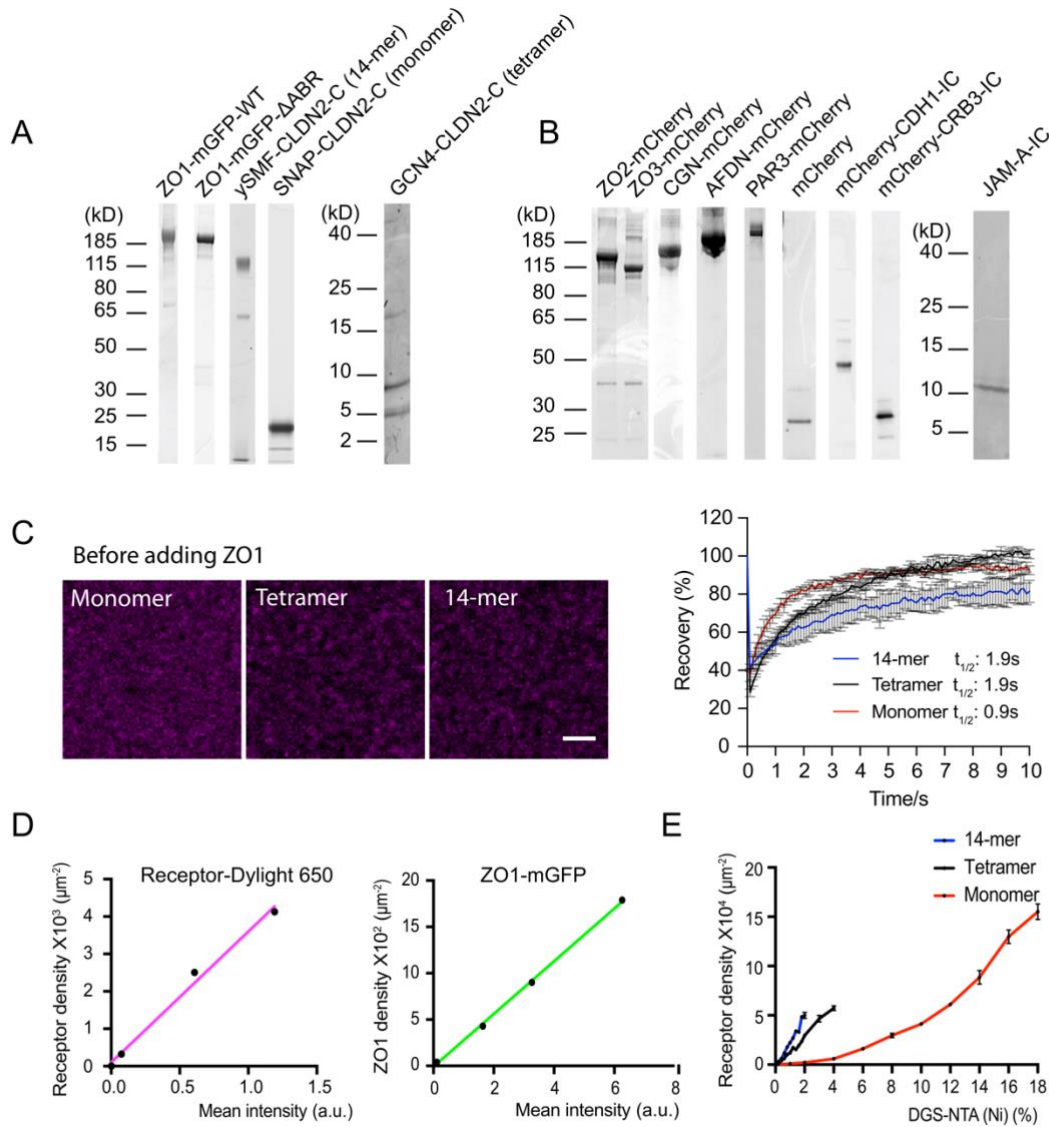 A
ZO1-mGFP-WT
ZO1-mGFP-ΔABR
ySMF-CLDN2-C (14-mer)
SNAP-CLDN2-C (monomer)
GCN4-CLDN2-C (tetramer)
(kD)
185
115
80
65
50
30
25
15
(kD)
40
25
15
10
5
2
B
ZO2-mCherry
ZO3-mCherry
CGN-mCherry
AFDN-mCherry
PAR3-mCherry
mCherry
mCherry-CDH1-IC
mCherry-CRB3-IC
JAM-A-IC
(kD)
185
115
80
65
50
30
25
(kD)
40
25
15
10
5
C
Before adding ZO1
Monomer
Tetramer
14-mer
120
100
80
60
40
20
0
Recovery (%)
14-mer t1/2: 1.9s
Tetramer t1/2: 1.9s
Monomer t1/2: 0.9s
0 1 2 3 4 5 6 7 8 9 10
Time/s
D
Receptor-Dylight 650
Receptor density X10³ (μm⁻²)
5
4
3
2
1
0
0.0 0.5 1.0 1.5
Mean intensity (a.u.)
ZO1-mGFP
ZO1 density X10² (μm⁻²)
20
15
10
5
0
0 2 4 6 8
Mean intensity (a.u.)
E
14-mer
Tetramer
Monomer
Receptor density X10⁴ (μm⁻²)
20
15
10
5
0
0 2 4 6 8 10 12 14 16 18
DGS-NTA (Ni) (%)